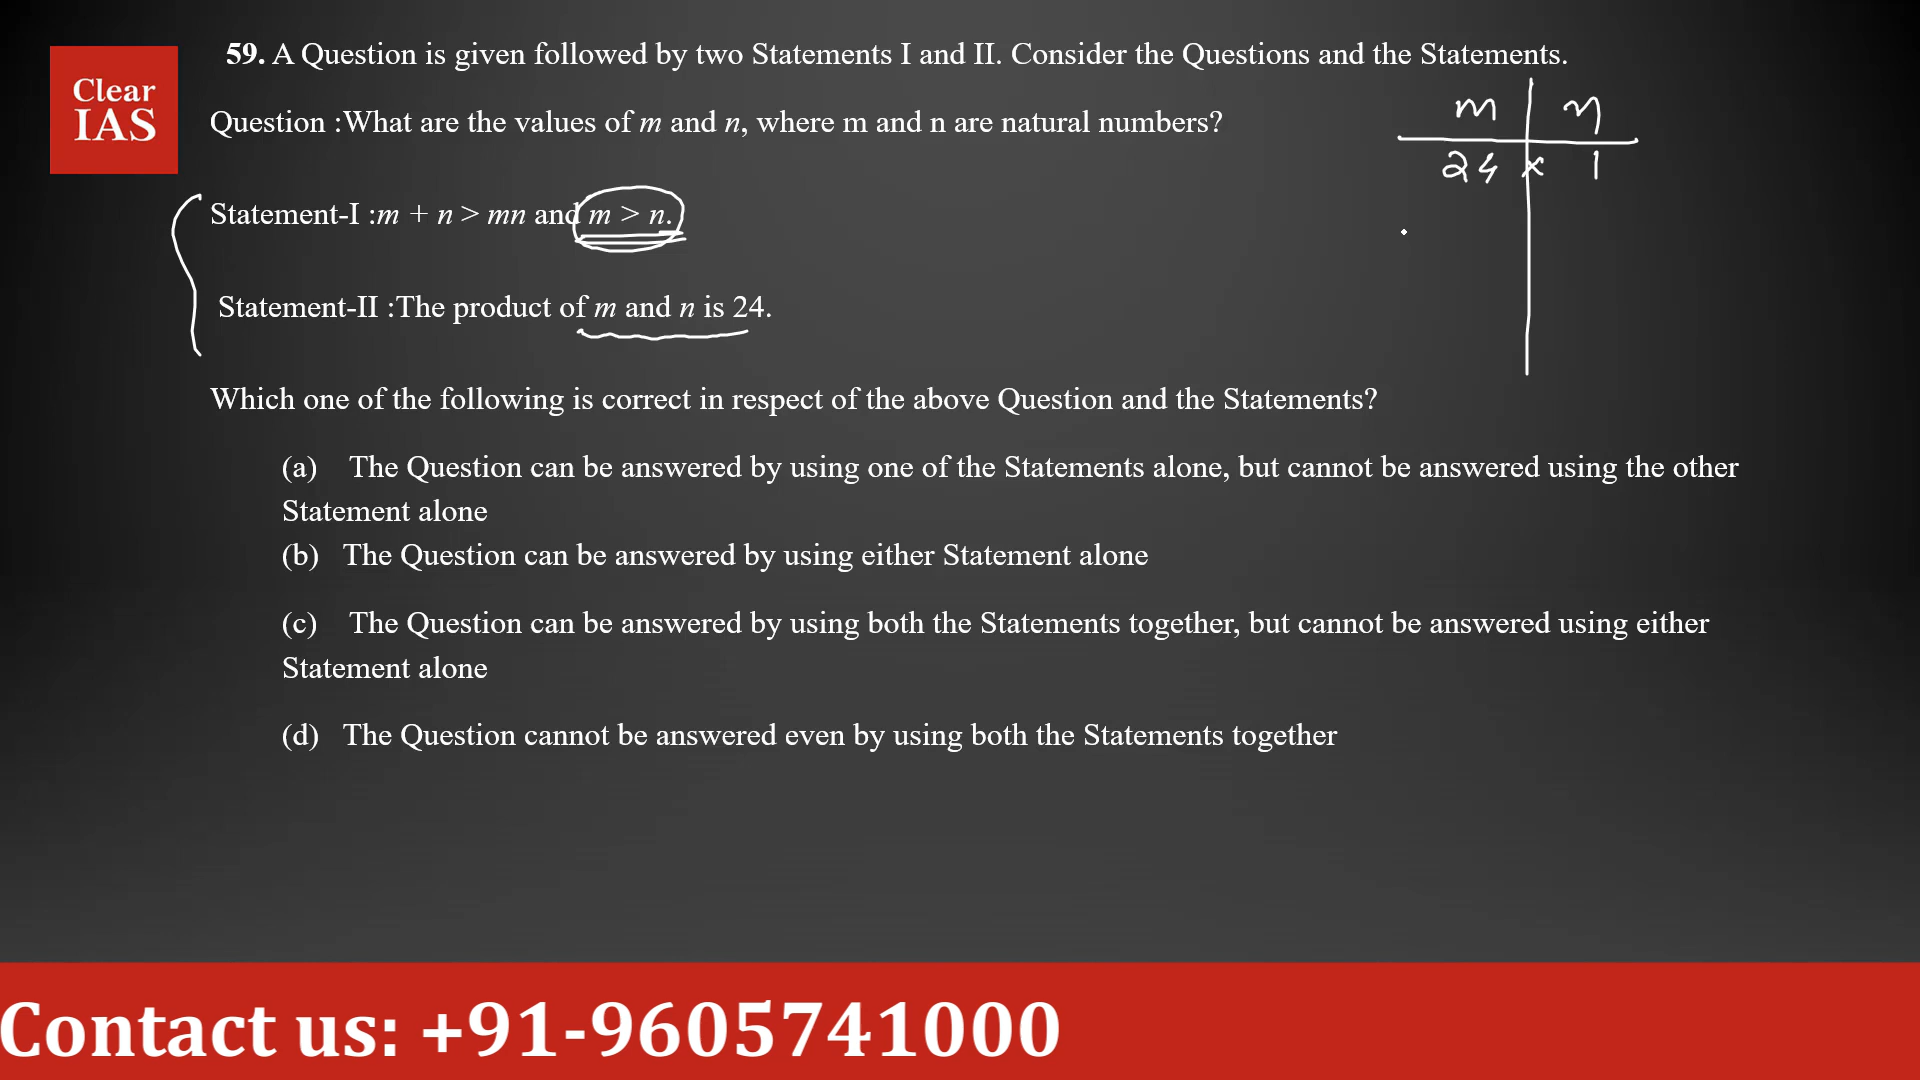 Clear
IAS
59. A Question is given followed by two Statements I and II. Consider the Questions and the Statements.
Question :What are the values of m and n, where m and n are natural numbers?
m n
24 × 1
Statement-I :m + n > mn and m > n.
Statement-II :The product of m and n is 24.
Which one of the following is correct in respect of the above Question and the Statements?
(a) The Question can be answered by using one of the Statements alone, but cannot be answered using the other
Statement alone
(b) The Question can be answered by using either Statement alone
(c) The Question can be answered by using both the Statements together, but cannot be answered using either
Statement alone
(d) The Question cannot be answered even by using both the Statements together
Contact us: +91-9605741000